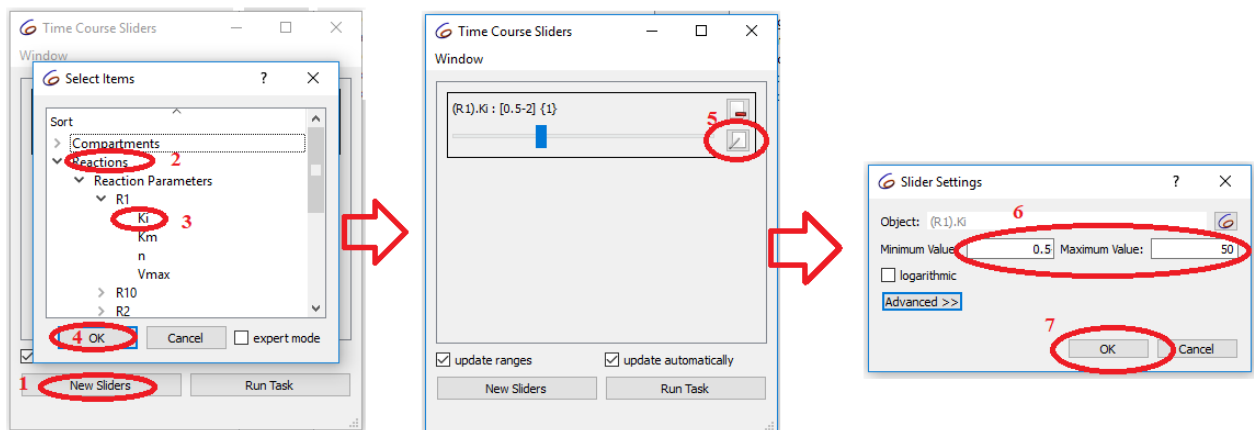 Time Course Sliders
Window
Select Items ?
Sort
Compartments
Reactions 2
Reaction Parameters
R1
Ki 3
Km
n
Vmax
R10
R2
4 OK Cancel expert mode
1 New Sliders Run Task
Time Course Sliders
Window
(R1).Ki : [0.5-2] {1}
5
update ranges update automatically
New Sliders Run Task
Slider Settings ?
6
Object: (R1).Ki
Minimum Value: 0.5 Maximum Value: 50
logarithmic
Advanced >>
7
OK Cancel